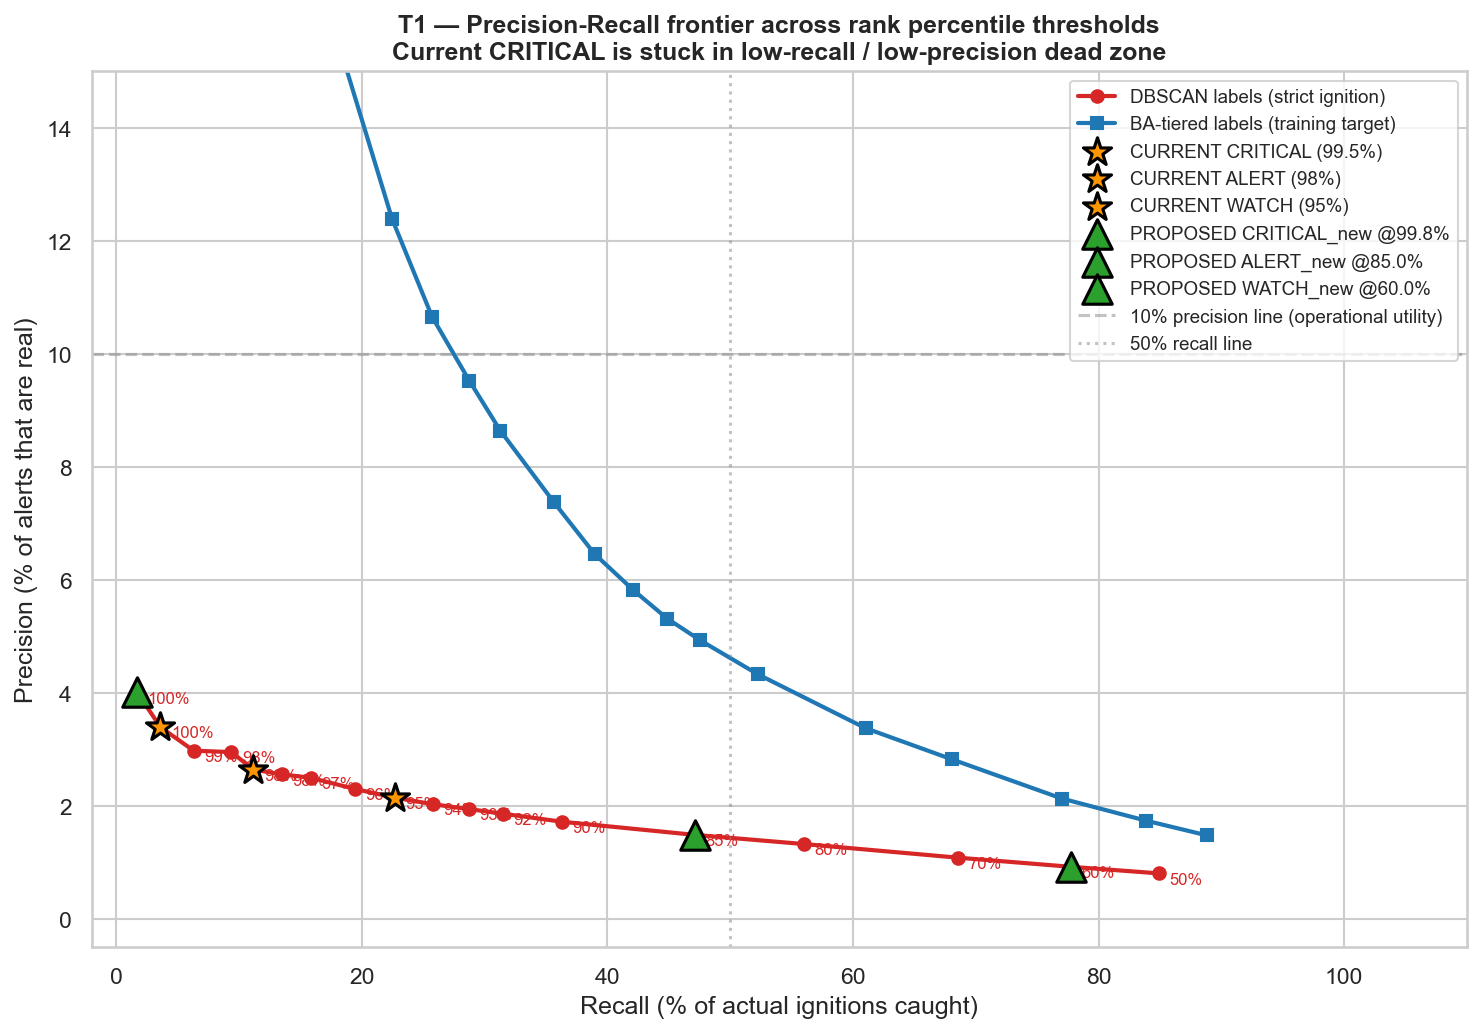 T1 — Precision-Recall frontier across rank percentile thresholds
Current CRITICAL is stuck in low-recall / low-precision dead zone
DBSCAN labels (strict ignition)
BA-tiered labels (training target)
CURRENT CRITICAL (99.5%)
CURRENT ALERT (98%)
CURRENT WATCH (95%)
PROPOSED CRITICAL_new @99.8%
PROPOSED ALERT_new @85.0%
PROPOSED WATCH_new @60.0%
10% precision line (operational utility)
50% recall line
Precision (% of alerts that are real)
14
12
10
8
6
4
2
0
100%
100%
99%
98%
97%
96%
95%
94%
93%
92%
90%
85%
80%
70%
60%
50%
0
20
40
60
80
100
Recall (% of actual ignitions caught)